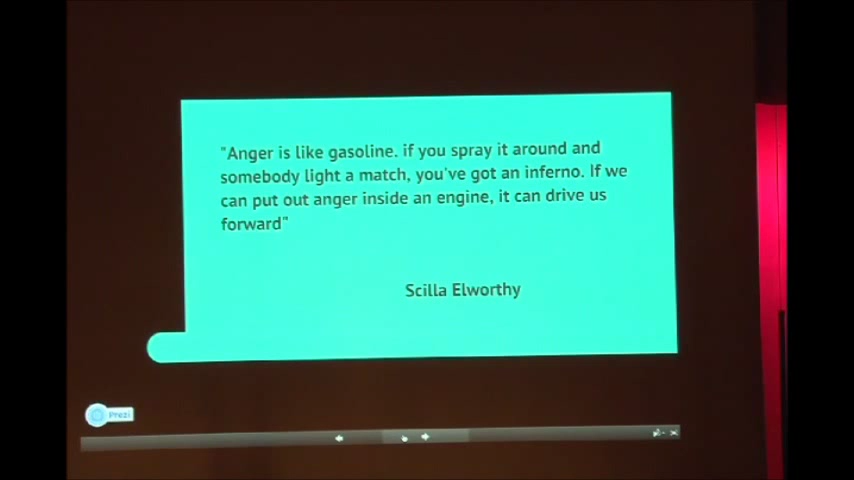 "Anger is like gasoline. if you spray it around and
somebody light a match, you've got an inferno. If we
can put out anger inside an engine, it can drive us
forward"
Scilla Elworthy
Prezi